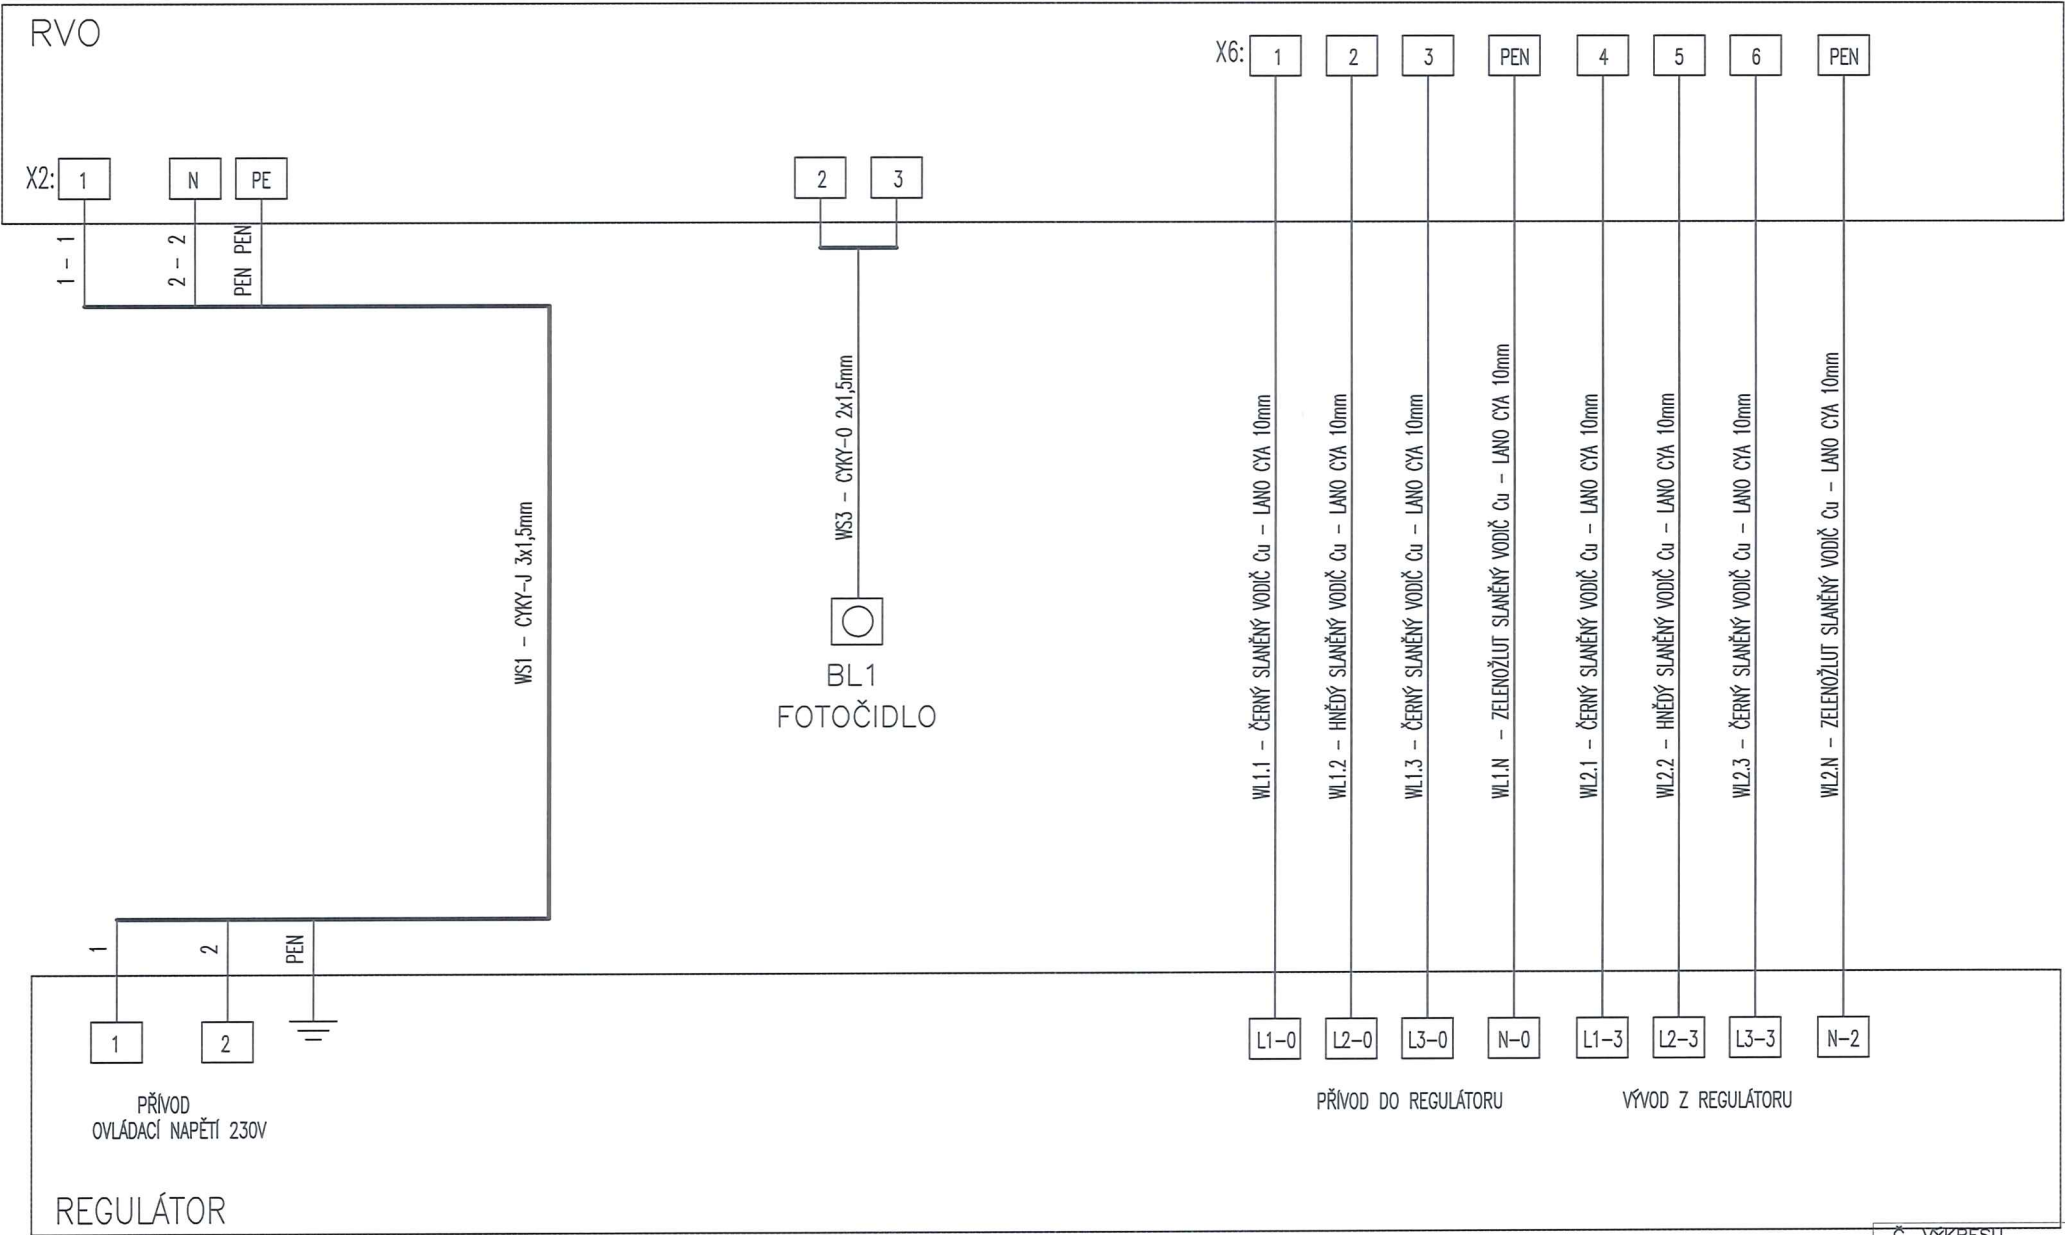 RVO
X6: 1 2 3 PEN 4 5 6 PEN
X2: 1 N PE 2 3
1 - 1
2 - 2
PEN PEN
WS1 - CYKY-J 3x1,5mm
WS3 - CYKY-O 2x1,5mm
BL1
FOTOČIDLO
WL1.1 - ČERNÝ SLANĚNÝ VODIČ Cu - LANO CYA 10mm
WL1.2 - HNĚDÝ SLANĚNÝ VODIČ Cu - LANO CYA 10mm
WL1.3 - ČERNÝ SLANĚNÝ VODIČ Cu - LANO CYA 10mm
WL1.N - ZELENOŽLUT SLANĚNÝ VODIČ Cu - LANO CYA 10mm
WL2.1 - ČERNÝ SLANĚNÝ VODIČ Cu - LANO CYA 10mm
WL2.2 - HNĚDÝ SLANĚNÝ VODIČ Cu - LANO CYA 10mm
WL2.3 - ČERNÝ SLANĚNÝ VODIČ Cu - LANO CYA 10mm
WL2.N - ZELENOŽLUT SLANĚNÝ VODIČ Cu - LANO CYA 10mm
1
2
PEN
1 2
L1-0 L2-0 L3-0 N-0 L1-3 L2-3 L3-3 N-2
PŘÍVOD
OVLÁDACÍ NAPĚTÍ 230V
PŘÍVOD DO REGULÁTORU
VÝVOD Z REGULÁTORU
REGULÁTOR
Č. VÝKRESU